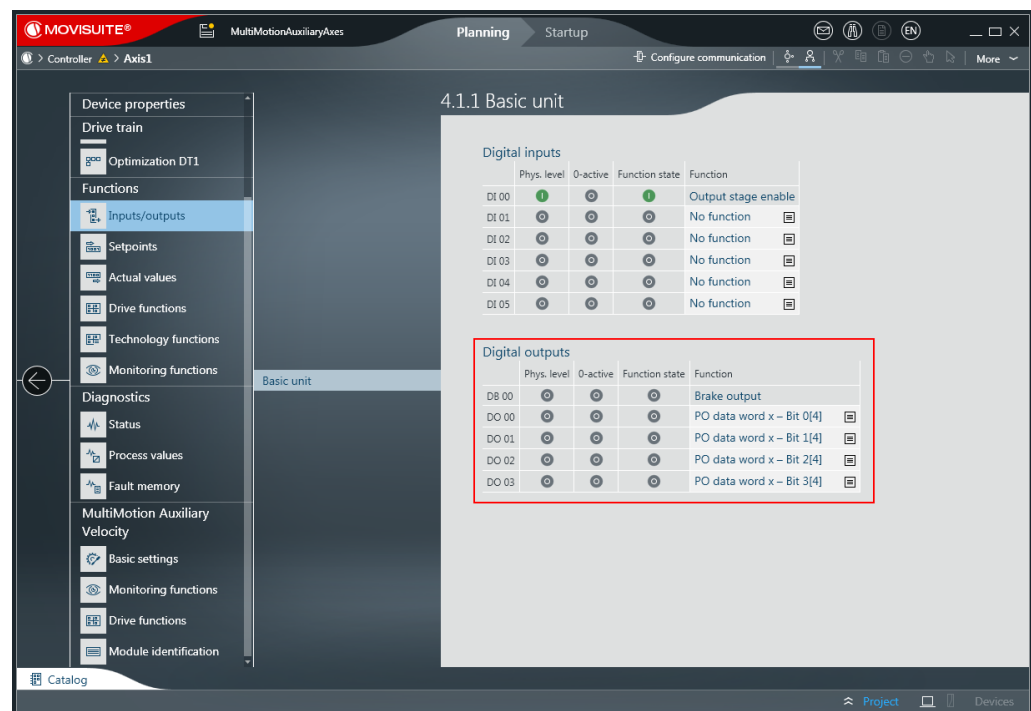 MOVISUITE® MultiMotionAuxiliaryAxes Planning Startup EN
> Controller > Axis1 Configure communication More
Device properties
Drive train
Optimization DT1
Functions
Inputs/outputs
Setpoints
Actual values
Drive functions
Technology functions
Monitoring functions
Diagnostics
Status
Process values
Fault memory
MultiMotion Auxiliary
Velocity
Basic settings
Monitoring functions
Drive functions
Module identification
Basic unit
4.1.1 Basic unit
Digital inputs
Phys. level 0-active Function state Function
DI 00 Output stage enable
DI 01 No function
DI 02 No function
DI 03 No function
DI 04 No function
DI 05 No function
Digital outputs
Phys. level 0-active Function state Function
DB 00 Brake output
DO 00 PO data word x – Bit 0[4]
DO 01 PO data word x – Bit 1[4]
DO 02 PO data word x – Bit 2[4]
DO 03 PO data word x – Bit 3[4]
Catalog
Project Devices